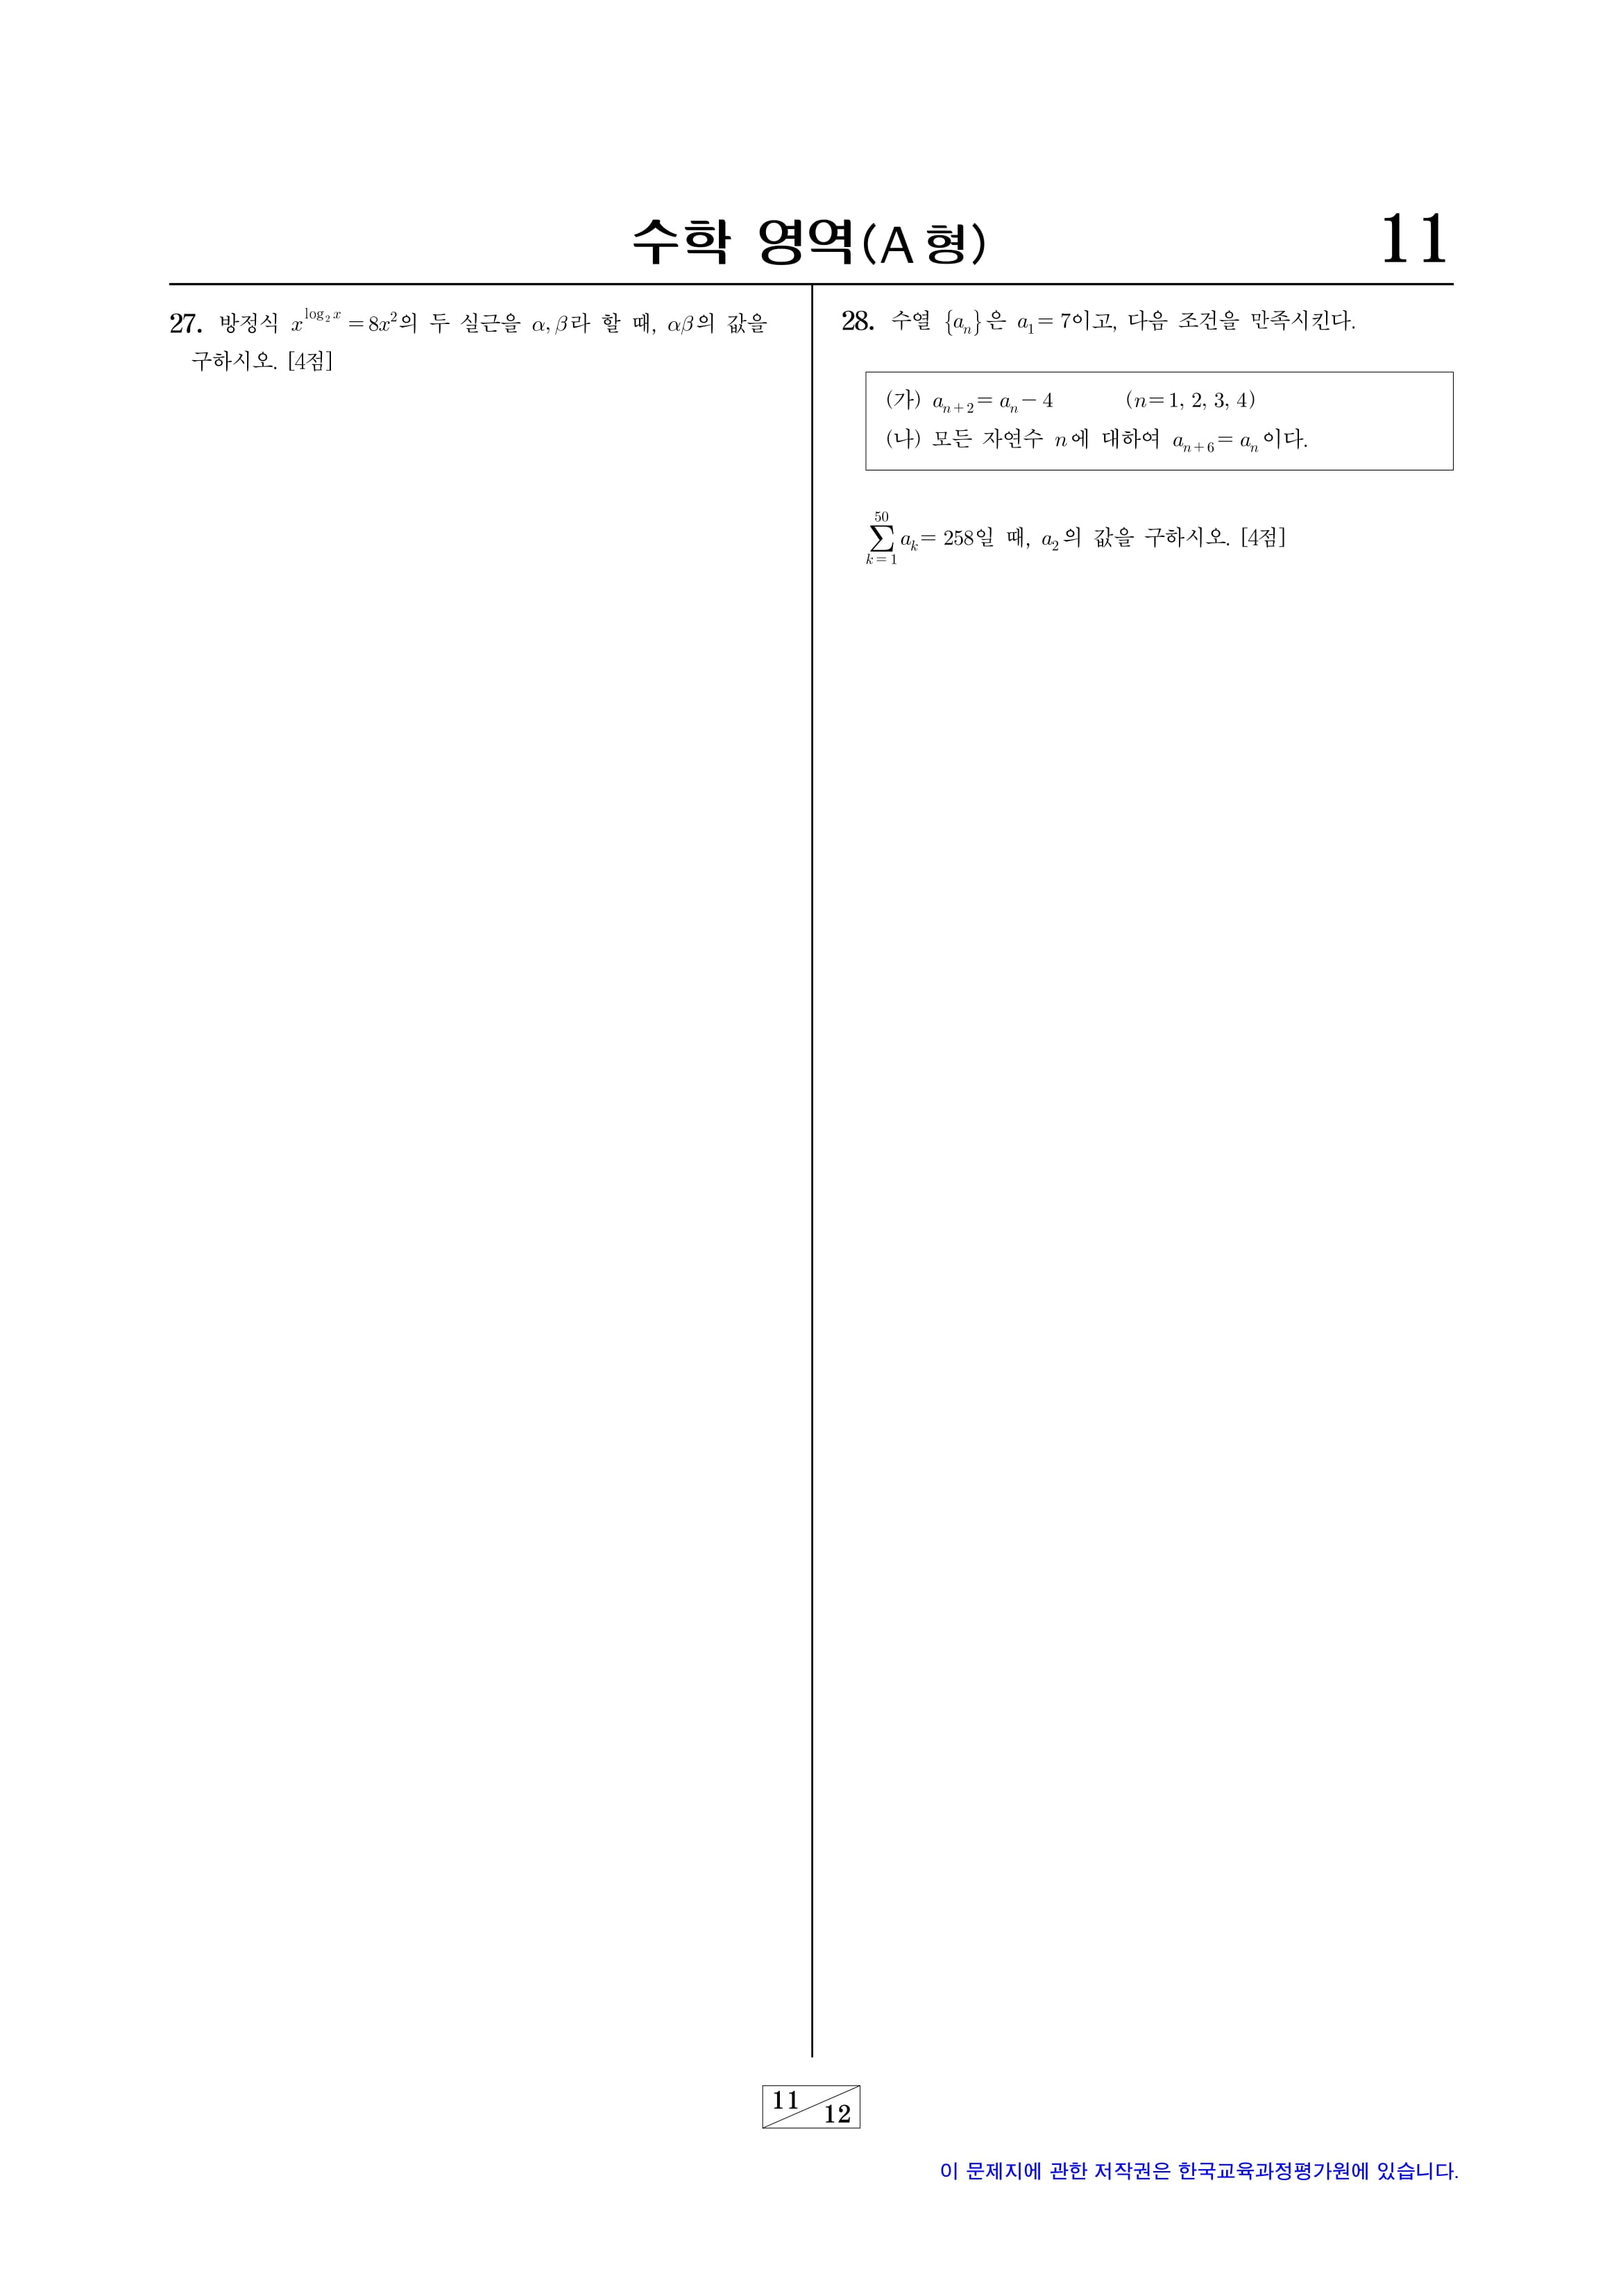 수학 영역(A형)
11
27. 방정식 $x^{\log_2 x} = 8x^2$의 두 실근을 $\alpha, \beta$라 할 때, $\alpha\beta$의 값을
구하시오. [4점]
28. 수열 $\{a_n\}$은 $a_1 = 7$이고, 다음 조건을 만족시킨다.
(가) $a_{n+2} = a_n - 4$ $(n = 1, 2, 3, 4)$
(나) 모든 자연수 $n$에 대하여 $a_{n+6} = a_n$이다.
$\sum_{k=1}^{50} a_k = 258$일 때, $a_2$의 값을 구하시오. [4점]
11
12
이 문제지에 관한 저작권은 한국교육과정평가원에 있습니다.